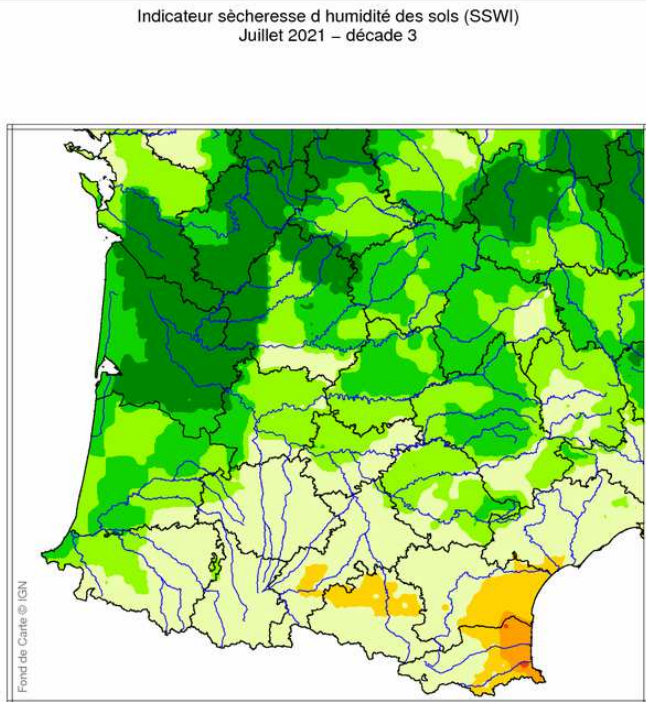 Indicateur sècheresse d humidité des sols (SSWI)
Juillet 2021 – décade 3
Fond de Carte © IGN